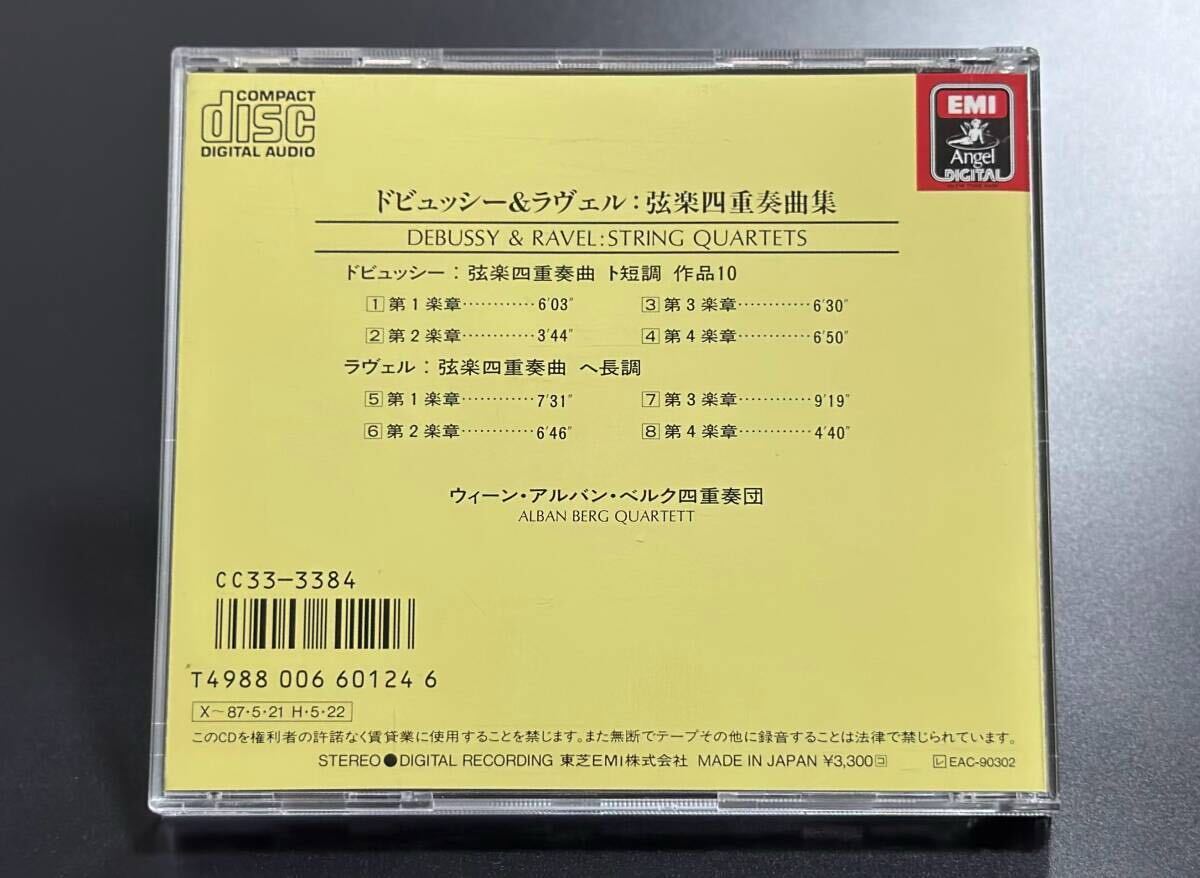 COMPACT
disc
DIGITAL AUDIO
EMI
Angel
DIGITAL
ドビュッシー&ラヴェル:弦楽四重奏曲集
DEBUSSY & RAVEL:STRING QUARTETS
ドビュッシー:弦楽四重奏曲 ト短調 作品10
1 第1楽章…………6'03" 3 第3楽章…………6'30"
2 第2楽章…………3'44" 4 第4楽章…………6'50"
ラヴェル:弦楽四重奏曲 ヘ長調
5 第1楽章…………7'31" 7 第3楽章…………9'19"
6 第2楽章…………6'46" 8 第4楽章…………4'40"
ウィーン・アルバン・ベルク四重奏団
ALBAN BERG QUARTETT
CC33-3384
T4988 006 60124 6
X〜87・5・21 H・5・22
このCDを権利者の許諾なく賃貸業に使用することを禁じます。また無断でテープその他に録音することは法律で禁じられています。
STEREO●DIGITAL RECORDING 東芝EMI株式会社 MADE IN JAPAN ¥3,300コ レEAC-90302